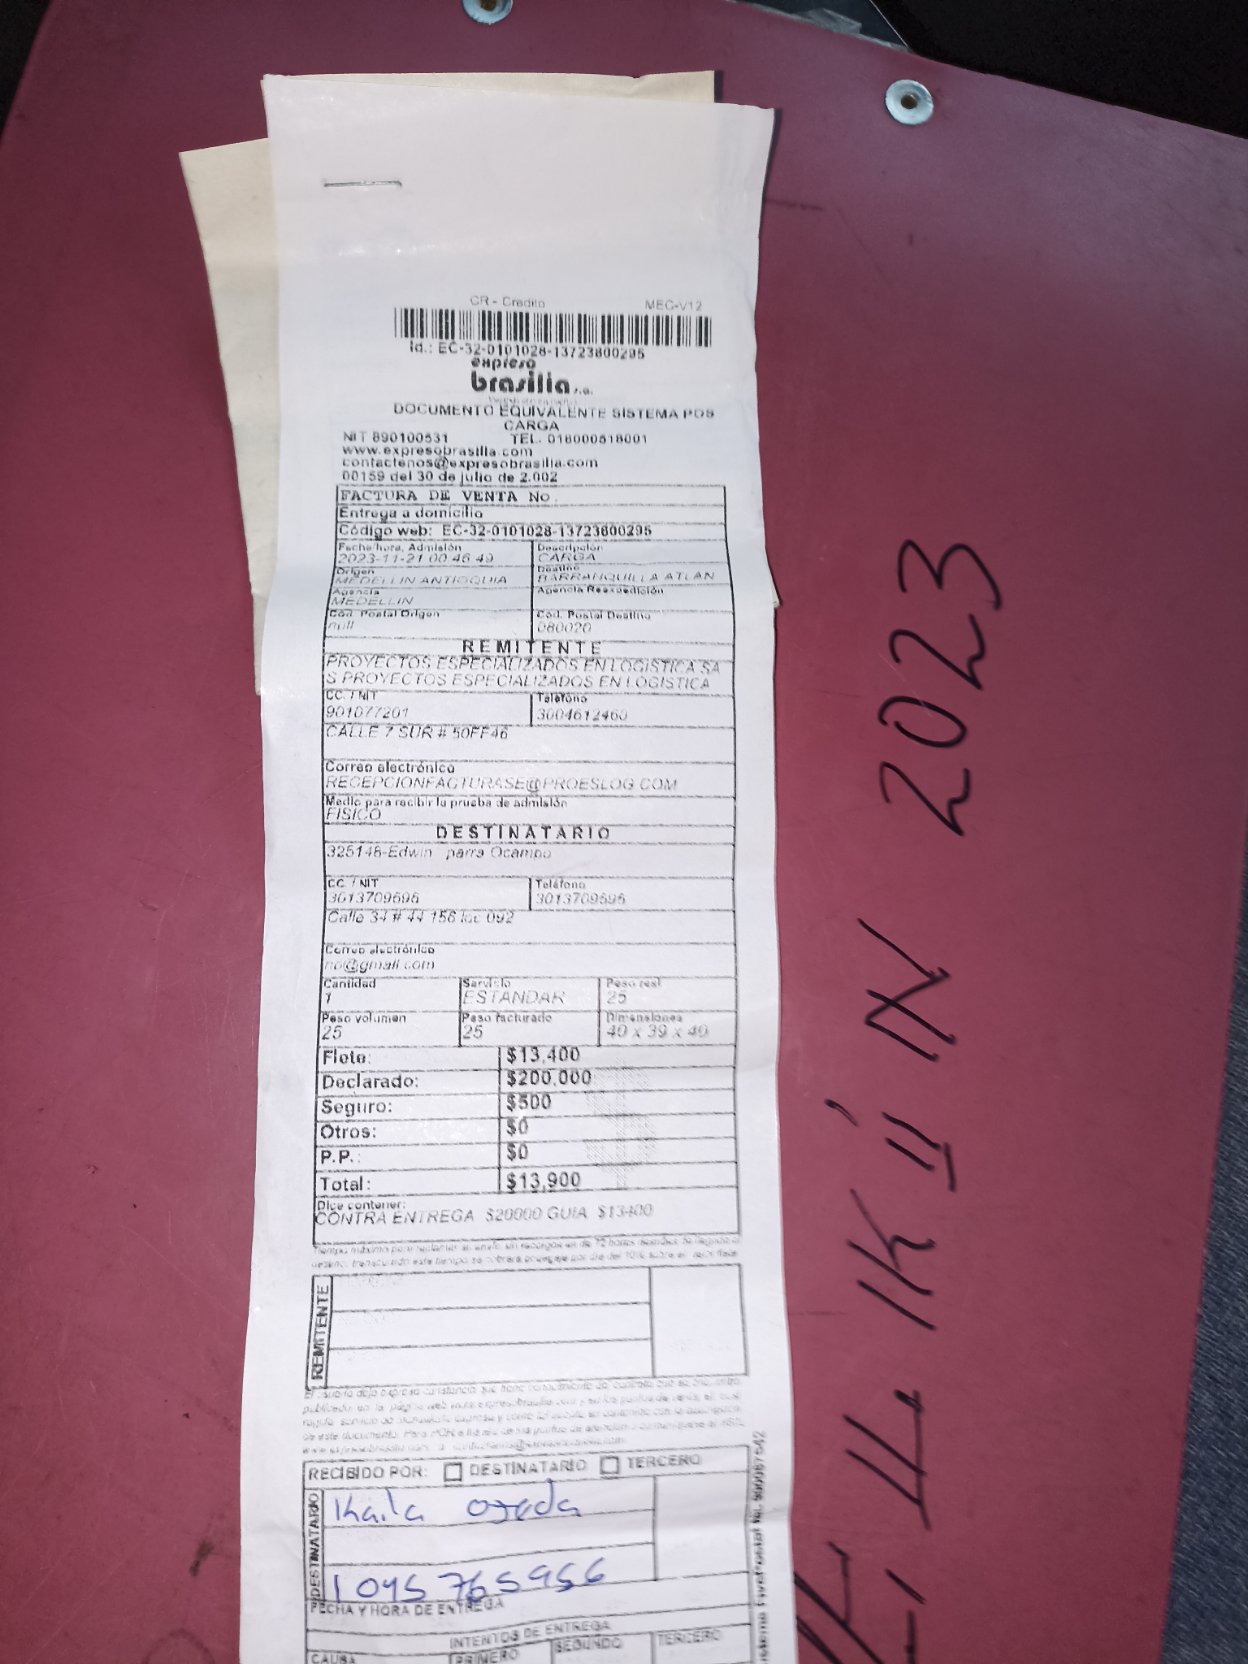 CR - Credito MEC-V12
Id.: EC-32-0101028-13723800295
expreso
brasilia s.a.
DOCUMENTO EQUIVALENTE SISTEMA POS
CARGA
NIT 890100531 TEL. 018000518001
www.expresobrasilia.com
contactenos@expresobrasilia.com
00159 del 30 de julio de 2.002
FACTURA DE VENTA No.
Entrega a domicilio
Código web: EC-32-0101028-13723800295
Fecha/hora, Admisión Descripción
2023-11-21 00 46 49 CARGA
Origen Destino
MEDELLIN ANTIOQUIA BARRANQUILLA ATLAN
Agencia Agencia Reexpedición
MEDELLIN
Cód. Postal Origen Cód. Postal Destino
null 080020
REMITENTE
PROYECTOS ESPECIALIZADOS EN LOGISTICA SA
S PROYECTOS ESPECIALIZADOS EN LOGISTICA
CC. / NIT Teléfono
901077201 3004612460
CALLE 7 SUR # 50FF46
Correo electrónico
RECEPCIONFACTURASE@PROESLOG.COM
Medio para recibir la prueba de admisión
FISICO
DESTINATARIO
325148-Edwin parra Ocampo
CC. / NIT Teléfono
3013709695 3013709695
Calle 34 # 44 156 loc 092
Correo electrónico
no@gmail.com
Cantidad Servicio Peso real
1 ESTANDAR 25
Peso volumen Peso facturado Dimensiones
25 25 40 x 39 x 40
Flete: $13,400
Declarado: $200,000
Seguro: $500
Otros: $0
P.P.: $0
Total: $13,900
Dice contener:
CONTRA ENTREGA $20000 GUIA $13400
REMITENTE
RECIBIDO POR: DESTINATARIO TERCERO
DESTINATARIO
Kaila Ojeda
1045765956
FECHA Y HORA DE ENTREGA
INTENTOS DE ENTREGA
CAUSA PRIMERO SEGUNDO TERCERO
2023